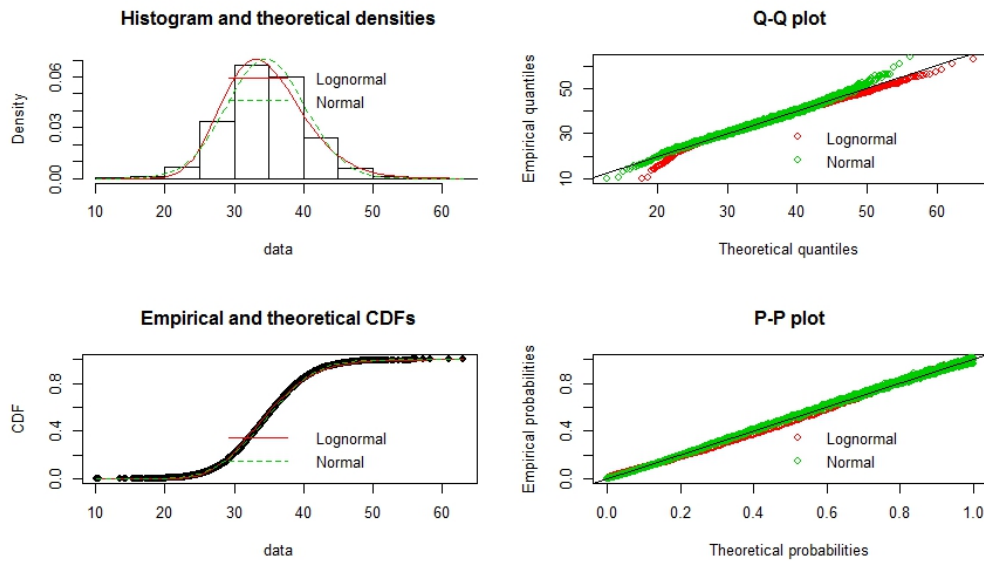 Histogram and theoretical densities
Density
0.00 0.03 0.06
Lognormal
Normal
10 20 30 40 50 60
data
Q-Q plot
Empirical quantiles
10 30 50
Lognormal
Normal
20 30 40 50 60
Theoretical quantiles
Empirical and theoretical CDFs
CDF
0.0 0.4 0.8
Lognormal
Normal
10 20 30 40 50 60
data
P-P plot
Empirical probabilities
0.0 0.4 0.8
Lognormal
Normal
0.0 0.2 0.4 0.6 0.8 1.0
Theoretical probabilities